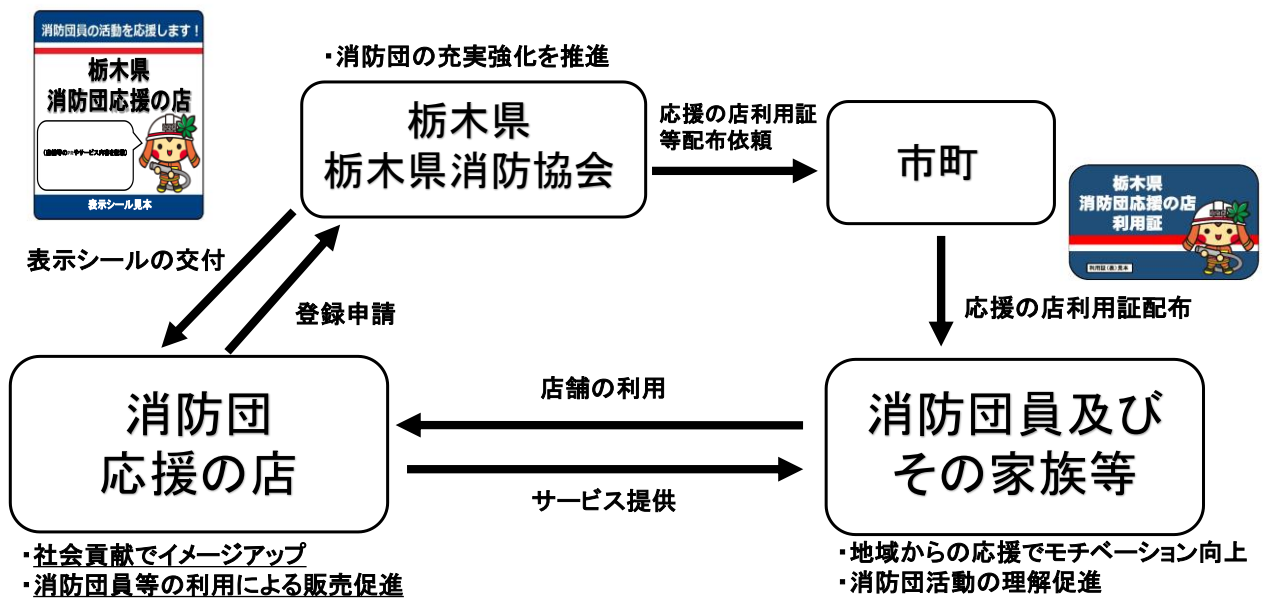 消防団員の活動を応援します！
栃木県
消防団応援の店
表示シール見本
・消防団の充実強化を推進
栃木県
栃木県消防協会
応援の店利用証
等配布依頼
市町
栃木県
消防団応援の店
利用証
利用証(表)見本
表示シールの交付
登録申請
応援の店利用証配布
消防団
応援の店
店舗の利用
サービス提供
消防団員及び
その家族等
・社会貢献でイメージアップ
・消防団員等の利用による販売促進
・地域からの応援でモチベーション向上
・消防団活動の理解促進